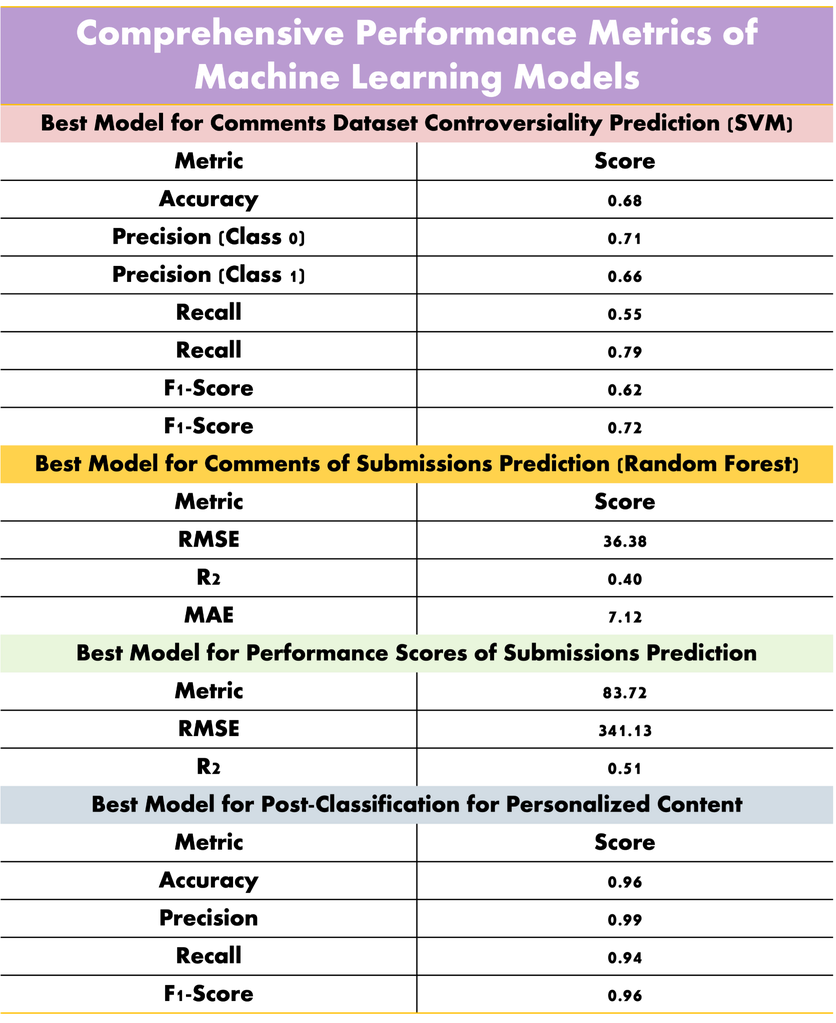 Comprehensive Performance Metrics of
Machine Learning Models
Best Model for Comments Dataset Controversiality Prediction (SVM)
Metric Score
Accuracy 0.68
Precision (Class 0) 0.71
Precision (Class 1) 0.66
Recall 0.55
Recall 0.79
F1-Score 0.62
F1-Score 0.72
Best Model for Comments of Submissions Prediction (Random Forest)
Metric Score
RMSE 36.38
R2 0.40
MAE 7.12
Best Model for Performance Scores of Submissions Prediction
Metric 83.72
RMSE 341.13
R2 0.51
Best Model for Post-Classification for Personalized Content
Metric Score
Accuracy 0.96
Precision 0.99
Recall 0.94
F1-Score 0.96